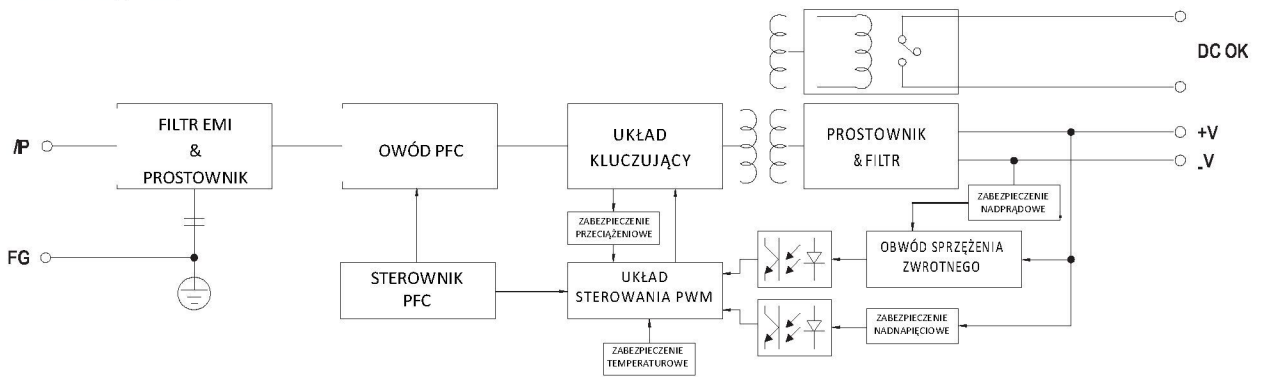 DC OK
FILTR EMI
&
PROSTOWNIK
OWÓD PFC
UKŁAD
KLUCZUJĄCY
PROSTOWNIK
& FILTR
/P
+V
-V
ZABEZPIECZENIE
NADPRĄDOWE
ZABEZPIECZENIE
PRZECIĄŻENIOWE
OBWÓD SPRZĘŻENIA
ZWROTNEGO
FG
STEROWNIK
PFC
UKŁAD
STEROWANIA PWM
ZABEZPIECZENIE
NADNAPIĘCIOWE
ZABEZPIECZENIE
TEMPERATUROWE